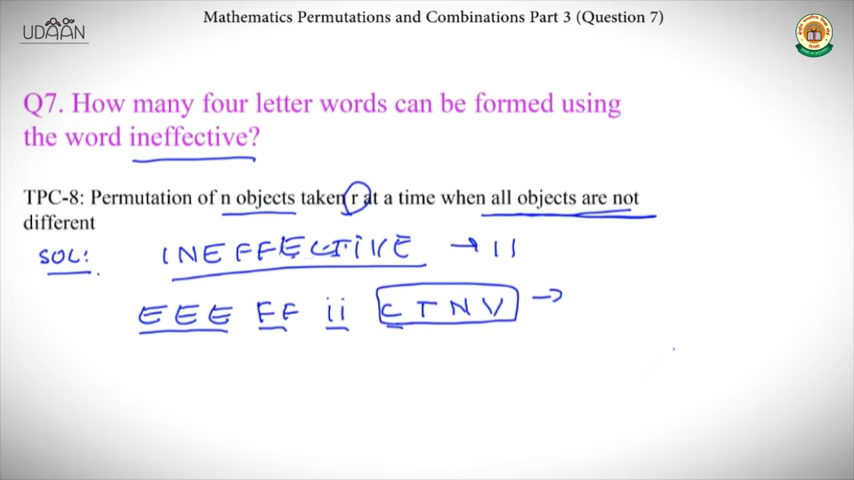 Mathematics Permutations and Combinations Part 3 (Question 7)
UDAAN
Q7. How many four letter words can be formed using
the word ineffective?
TPC-8: Permutation of n objects taken r at a time when all objects are not
different
SOL: INEFFECTIVE → 11
EEE FF ii C T N V →